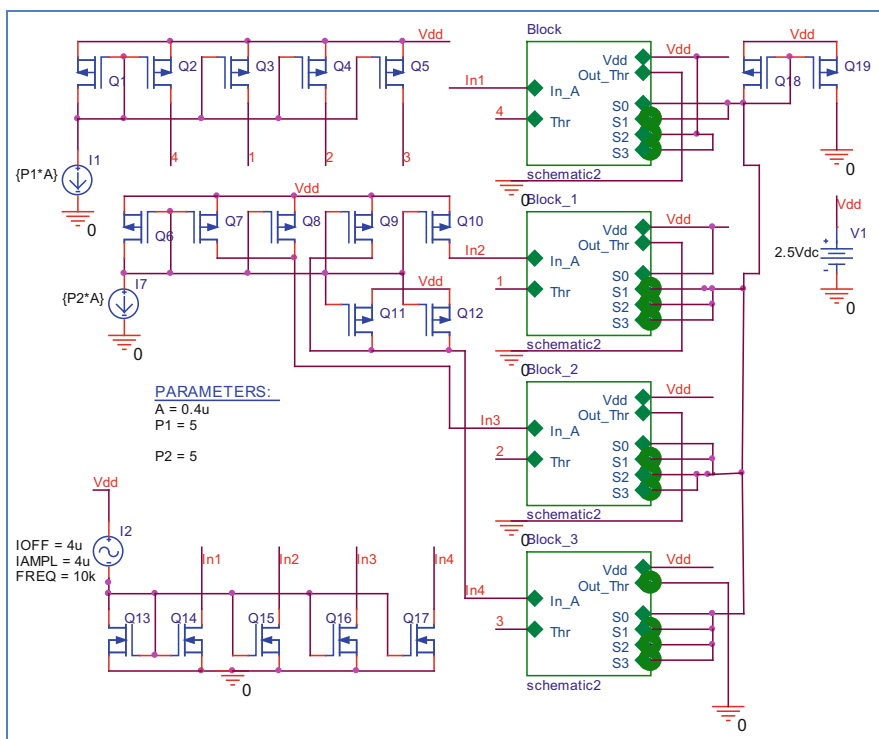 Vdd
Q1
Q2
Q3
Q4
Q5
{P1*A}
I1
0
4
1
2
3
Vdd
Q6
Q7
Q8
Q9
Q10
{P2*A}
I7
0
Q11
Vdd
Q12
PARAMETERS:
A = 0.4u
P1 = 5
P2 = 5
Vdd
I2
IOFF = 4u
IAMPL = 4u
FREQ = 10k
In1
In2
In3
In4
Q13
Q14
Q15
Q16
Q17
0
Block
In1
4
In_A
Thr
Vdd
Out_Thr
S0
S1
S2
S3
Vdd
schematic2
0
Block_1
In2
1
In_A
Thr
Vdd
Out_Thr
S0
S1
S2
S3
Vdd
schematic2
0
Block_2
In3
2
In_A
Thr
Vdd
Out_Thr
S0
S1
S2
S3
Vdd
schematic2
0
Block_3
In4
3
In_A
Thr
Vdd
Out_Thr
S0
S1
S2
S3
Vdd
schematic2
0
Vdd
Q18
Q19
0
Vdd
V1
2.5Vdc
+
-
0